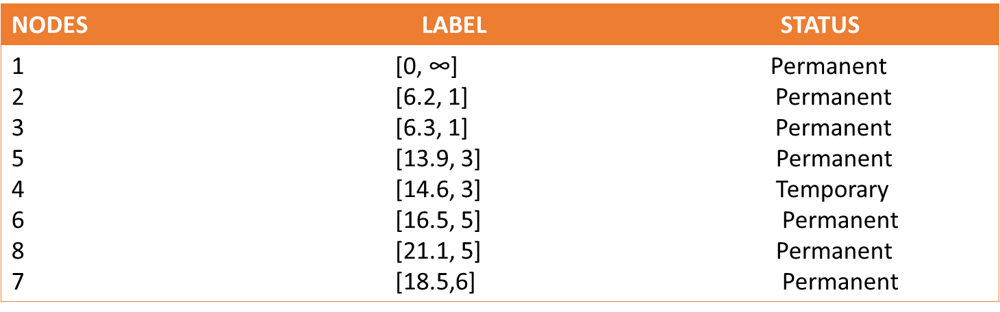 NODES LABEL STATUS
1 [0, ∞] Permanent
2 [6.2, 1] Permanent
3 [6.3, 1] Permanent
5 [13.9, 3] Permanent
4 [14.6, 3] Temporary
6 [16.5, 5] Permanent
8 [21.1, 5] Permanent
7 [18.5,6] Permanent